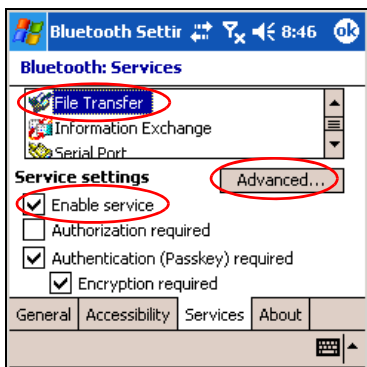 Bluetooth Settir 8:46 ok
Bluetooth: Services
File Transfer
Information Exchange
Serial Port
Service settings Advanced...
Enable service
Authorization required
Authentication (Passkey) required
Encryption required
General Accessibility Services About